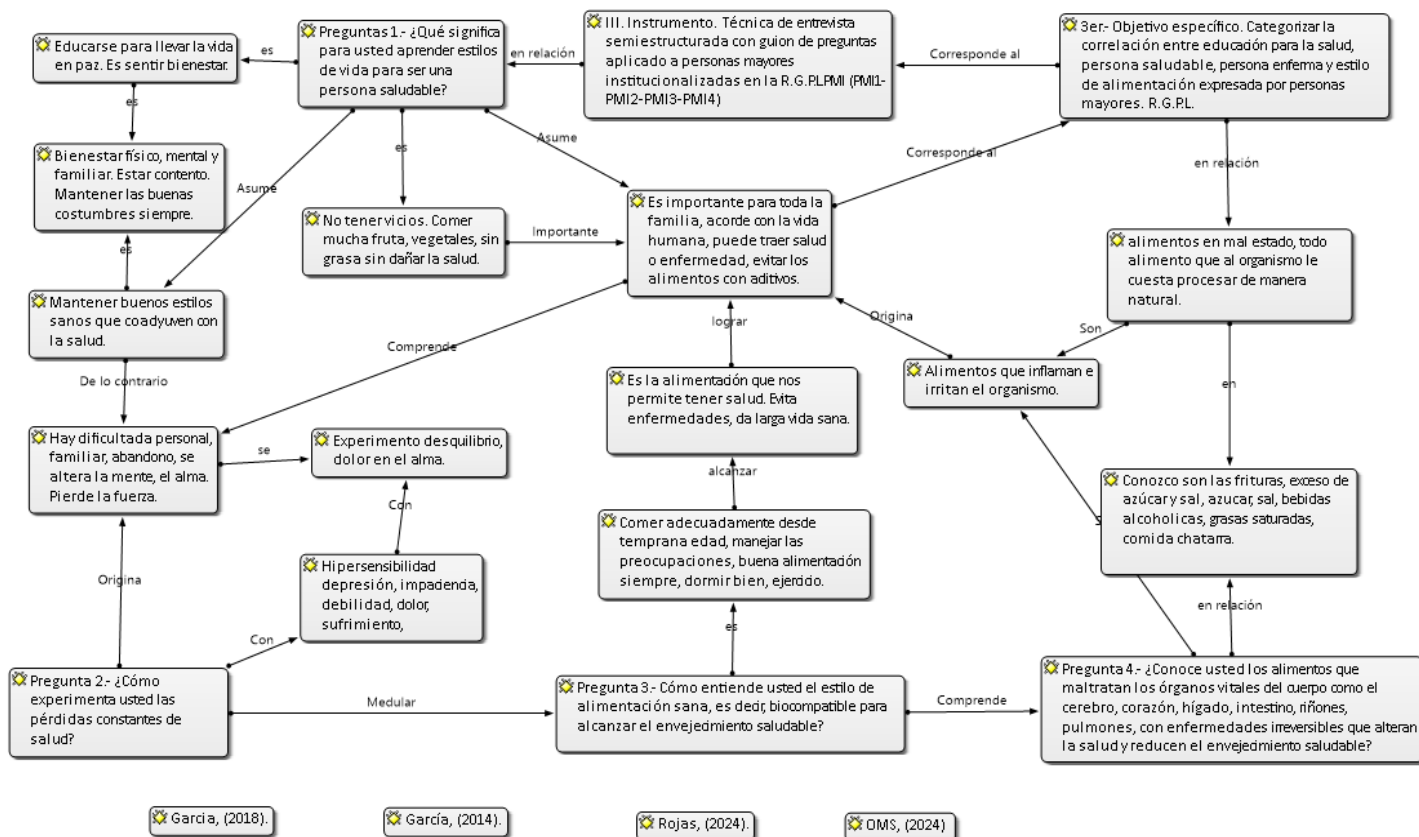 Preguntas 1.- ¿Qué significa
para usted aprender estilos
de vida para ser una
persona saludable?
III. Instrumento. Técnica de entrevista
semiestructurada con guion de preguntas
aplicado a personas mayores
institucionalizadas en la R.G.P.LPMI (PMI1-
PMI2-PMI3-PMI4)
3er.- Objetivo específico. Categorizar la
correlación entre educación para la salud,
persona saludable, persona enferma y estilo
de alimentación expresada por personas
mayores. R.G.P.L.
Educarse para llevar la vida
en paz. Es sentir bienestar.
es
en relación
Corresponde al
es
Asume
es
Asume
Corresponde al
en relación
Bienestar físico, mental y
familiar. Estar contento.
Mantener las buenas
costumbres siempre.
No tener vicios. Comer
mucha fruta, vegetales, sin
grasa sin dañar la salud.
Importante
Es importante para toda la
familia, acorde con la vida
humana, puede traer salud
o enfermedad, evitar los
alimentos con aditivos.
alimentos en mal estado, todo
alimento que al organismo le
cuesta procesar de manera
natural.
es
Mantener buenos estilos
sanos que coadyuven con
la salud.
Comprende
lograr
Origina
Son
en
De lo contrario
Es la alimentación que nos
permite tener salud. Evita
enfermedades, da larga vida sana.
Alimentos que inflaman e
irritan el organismo.
Hay dificultada personal,
familiar, abandono, se
altera la mente, el alma.
Pierde la fuerza.
se
Experimento desquilibrio,
dolor en el alma.
alcanzar
Conozco son las frituras, exceso de
azúcar y sal, azucar, sal, bebidas
alcoholicas, grasas saturadas,
comida chatarra.
Con
Comer adecuadamente desde
temprana edad, manejar las
preocupaciones, buena alimentación
siempre, dormir bien, ejercicio.
Origina
Hipersensibilidad
depresión, impaciencia,
debilidad, dolor,
sufrimiento,
Con
es
en relación
Pregunta 2.- ¿Cómo
experimenta usted las
pérdidas constantes de
salud?
Medular
Pregunta 3.- Cómo entiende usted el estilo de
alimentación sana, es decir, biocompatible para
alcanzar el envejecimiento saludable?
Comprende
Pregunta 4.- ¿Conoce usted los alimentos que
maltratan los órganos vitales del cuerpo como el
cerebro, corazón, hígado, intestino, riñones,
pulmones, con enfermedades irreversibles que alteran
la salud y reducen el envejecimiento saludable?
Garcia, (2018).
García, (2014).
Rojas, (2024).
OMS, (2024)